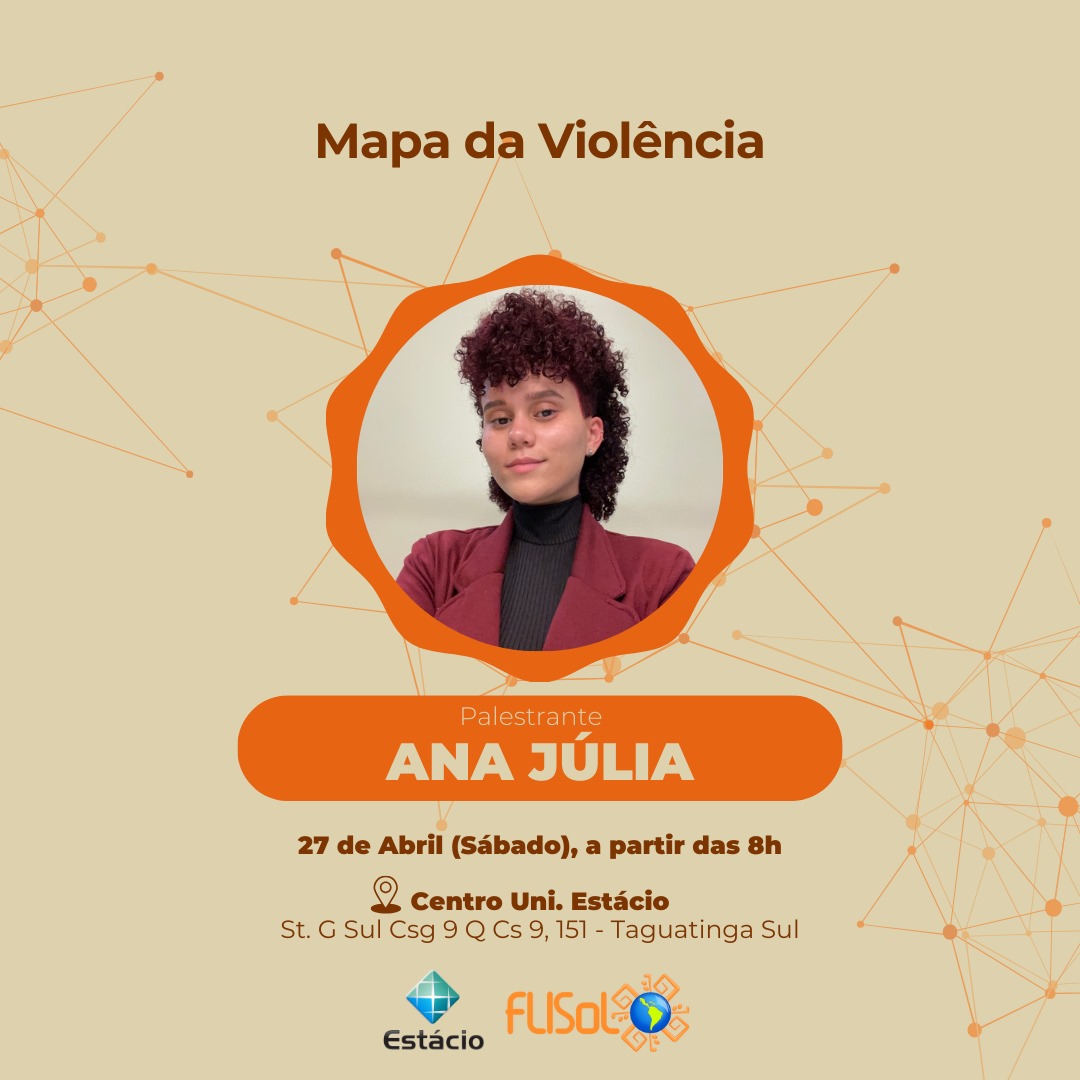 Mapa da Violência
Palestrante
ANA JÚLIA
27 de Abril (Sábado), a partir das 8h
Centro Uni. Estácio
St. G Sul Csg 9 Q Cs 9, 151 - Taguatinga Sul
Estácio
FLISol